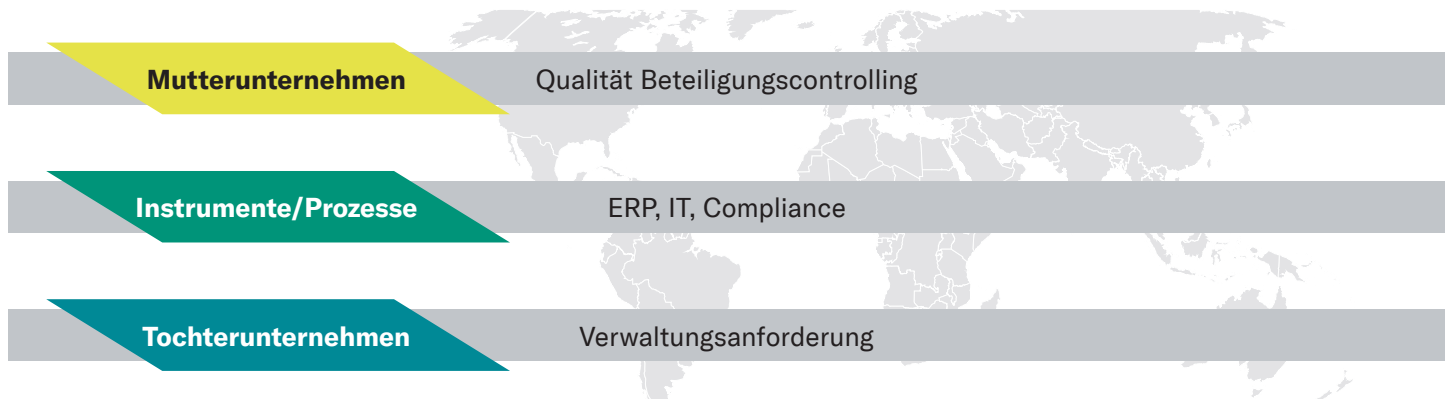 Mutterunternehmen Qualität Beteiligungscontrolling
Instrumente/Prozesse ERP, IT, Compliance
Tochterunternehmen Verwaltungsanforderung